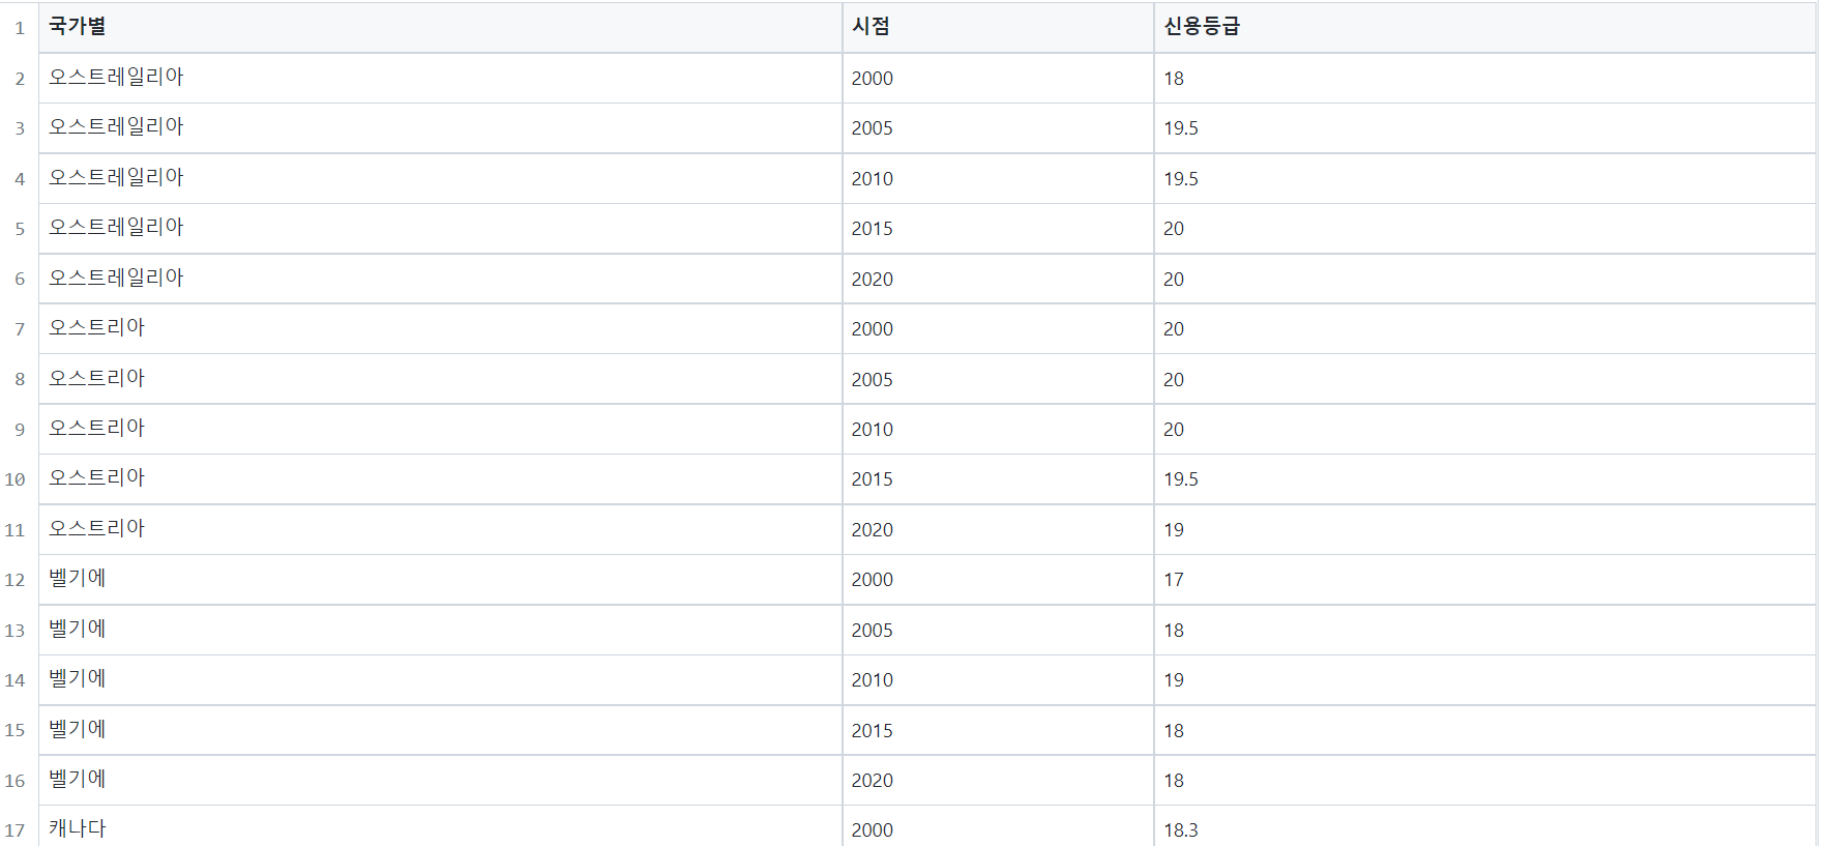 1 국가별 시점 신용등급
2 오스트레일리아 2000 18
3 오스트레일리아 2005 19.5
4 오스트레일리아 2010 19.5
5 오스트레일리아 2015 20
6 오스트레일리아 2020 20
7 오스트리아 2000 20
8 오스트리아 2005 20
9 오스트리아 2010 20
10 오스트리아 2015 19.5
11 오스트리아 2020 19
12 벨기에 2000 17
13 벨기에 2005 18
14 벨기에 2010 19
15 벨기에 2015 18
16 벨기에 2020 18
17 캐나다 2000 18.3